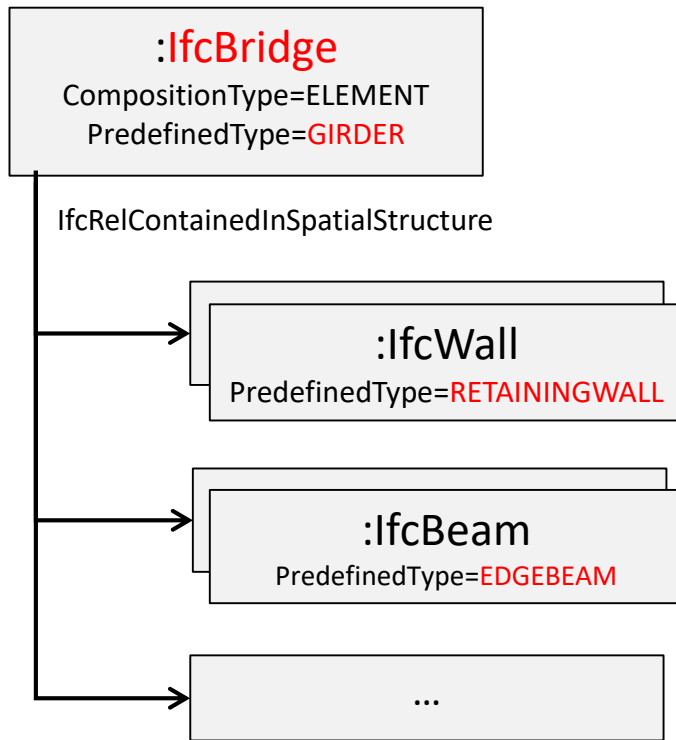 :IfcBridge
CompositionType=ELEMENT
PredefinedType=GIRDER
IfcRelContainedInSpatialStructure
:IfcWall
PredefinedType=RETAININGWALL
:IfcBeam
PredefinedType=EDGEBEAM
...